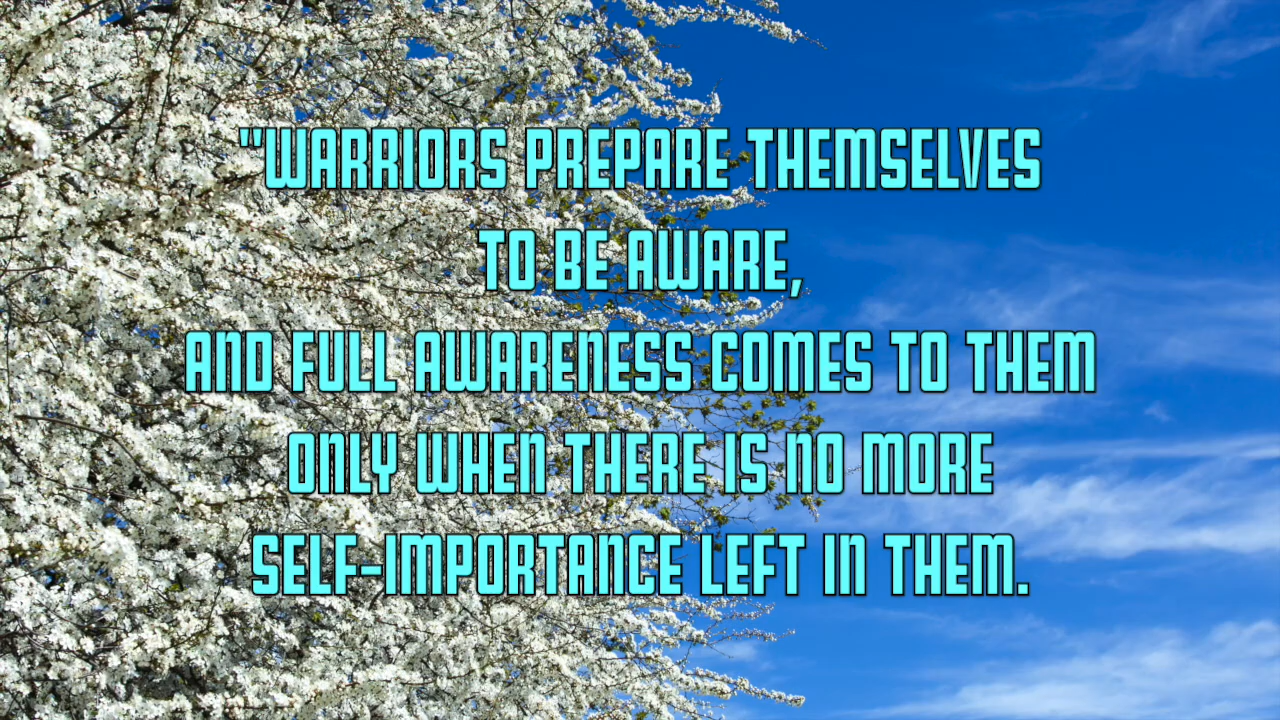 "WARRIORS PREPARE THEMSELVES
TO BE AWARE,
AND FULL AWARENESS COMES TO THEM
ONLY WHEN THERE IS NO MORE
SELF-IMPORTANCE LEFT IN THEM.